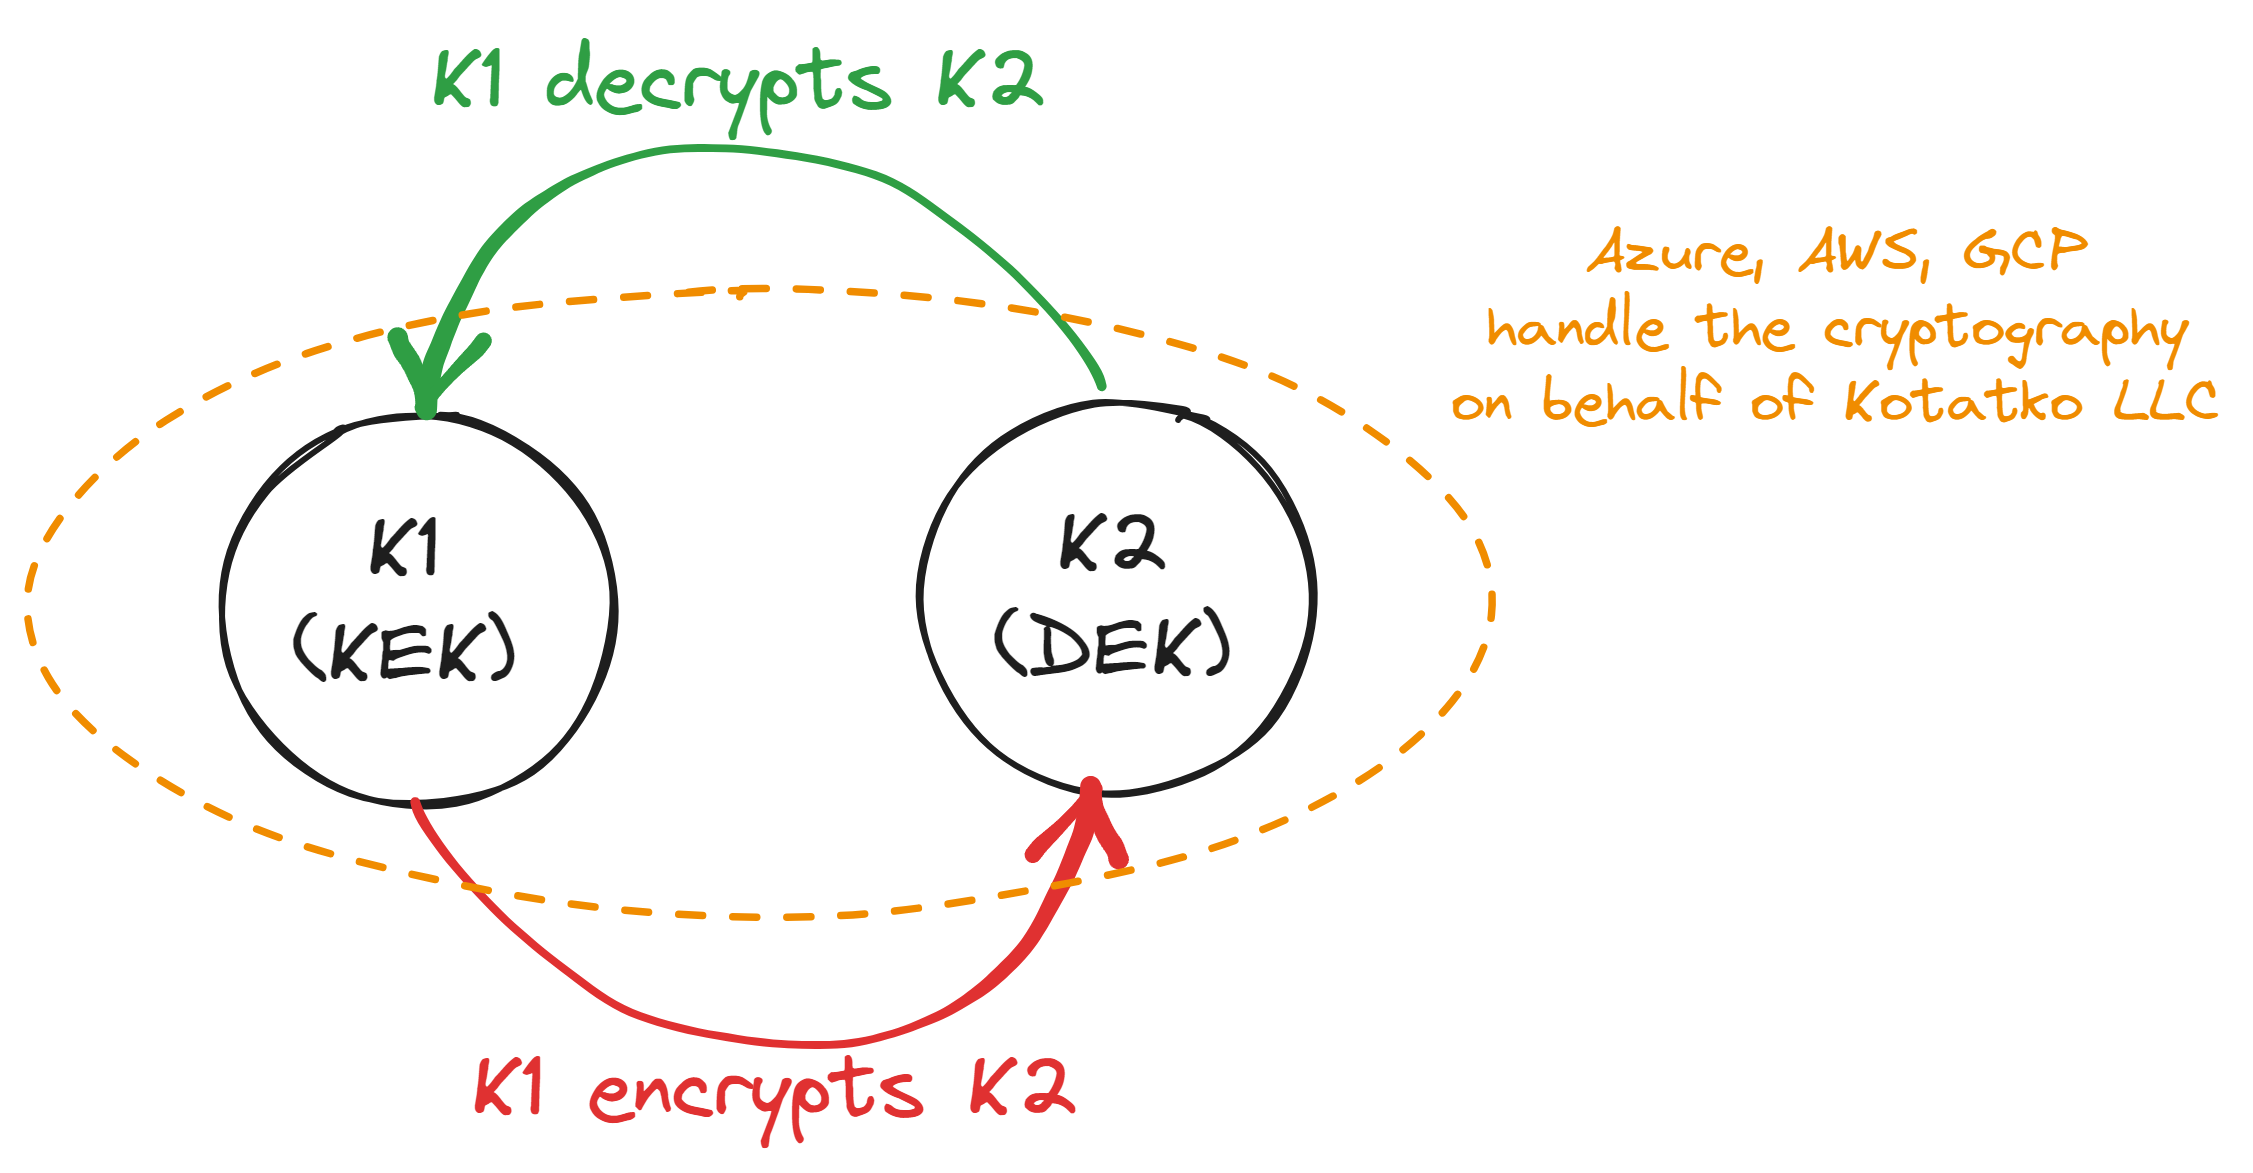 K1 decrypts K2
Azure, AWS, GCP
handle the cryptography
on behalf of Kotatko LLC
K1
(KEK)
K2
(DEK)
K1 encrypts K2